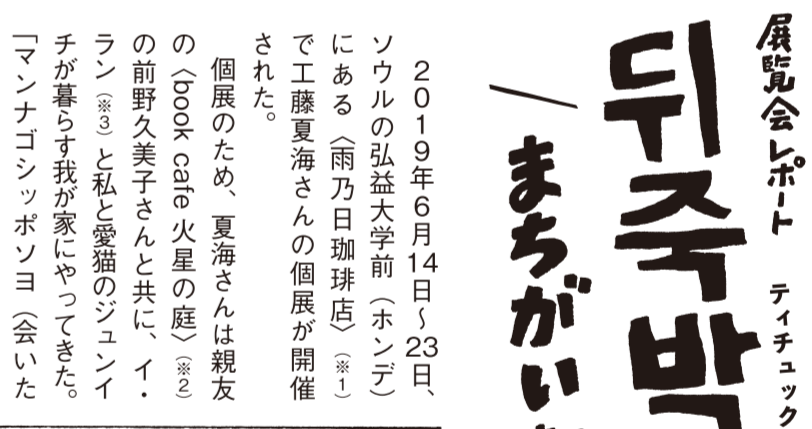 展覧会レポート
ティチュック
뒤죽박
まちがい
2019年6月14日〜23日、
ソウルの弘益大学前（ホンデ）
にある〈雨乃日珈琲店〉（※1）
で工藤夏海さんの個展が開催
された。
個展のため、夏海さんは親友
の〈book cafe 火星の庭〉（※2）
の前野久美子さんと共に、イ・
ラン（※3）と私と愛猫のジュンイ
チが暮らす我が家にやってきた。
「マンナゴシッポソヨ（会いた